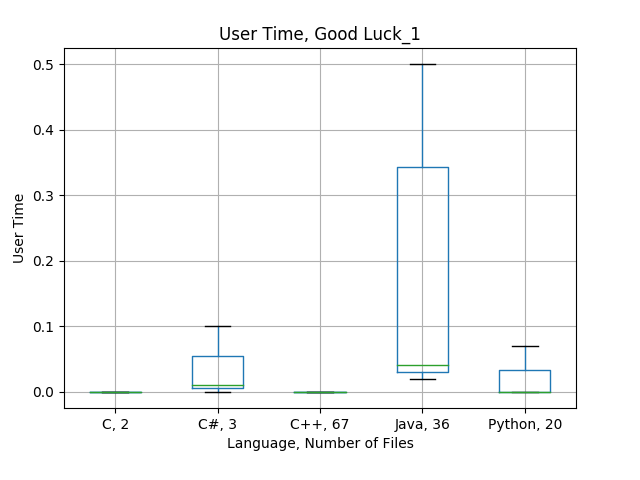 User Time, Good Luck_1
User Time
0.5
0.4
0.3
0.2
0.1
0.0
C, 2 C#, 3 C++, 67 Java, 36 Python, 20
Language, Number of Files